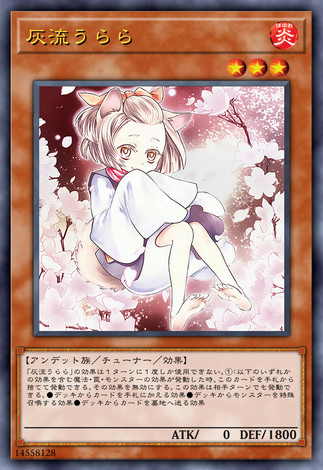 灰流うらら
ほのお
炎
【アンデット族／チューナー／効果】
「灰流うらら」の効果は１ターンに１度しか使用できない。①：以下のいずれか
の効果を含む魔法・罠・モンスターの効果が発動した時、このカードを手札から
捨てて発動できる。その効果を無効にする。この効果は相手ターンでも発動で
きる。●デッキからカードを手札に加える効果●デッキからモンスターを特殊
召喚する効果●デッキからカードを墓地へ送る効果
ATK/ 0 DEF/1800
14558128